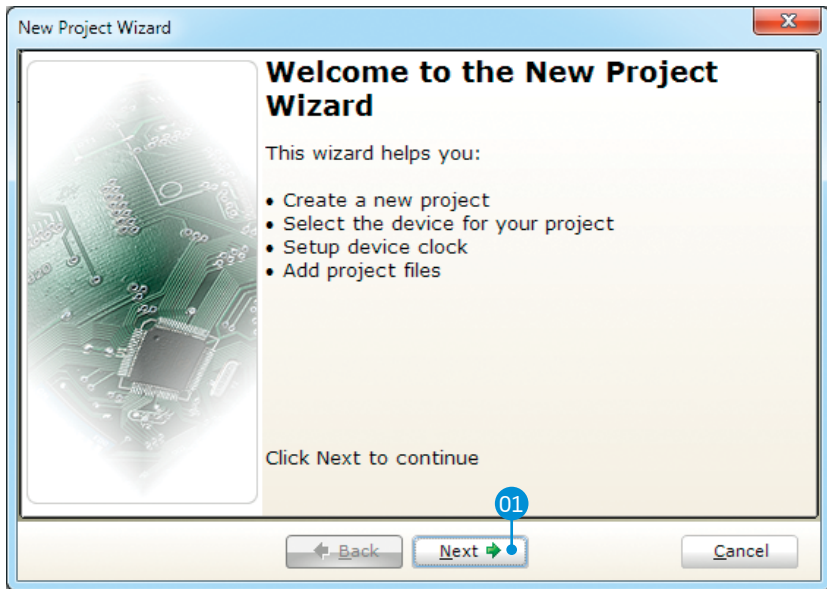 New Project Wizard
Welcome to the New Project
Wizard
This wizard helps you:
• Create a new project
• Select the device for your project
• Setup device clock
• Add project files
Click Next to continue
01
Back
Next
Cancel